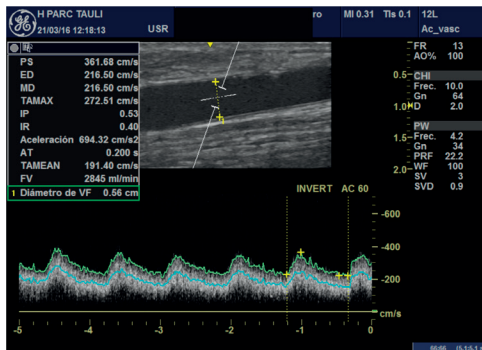 H PARC TAULI
21/03/16 12:18:13 USR
ro MI 0.31 TIs 0.1 12L
Ac_vasc
PS 361.68 cm/s
ED 216.50 cm/s
MD 216.50 cm/s
TAMAX 272.51 cm/s
IP 0.53
IR 0.40
Aceleración 694.32 cm/s2
AT 0.200 s
TAMEAN 191.40 cm/s
FV 2845 ml/min
1 Diámetro de VF 0.56 cm
FR 13
AO% 100
CHI
Frec. 10.0
Gn 64
D 2.0
PW
Frec. 4.2
Gn 34
PRF 22.2
WF 100
SV 3
SVD 0.9
0.5
1.0
1.5
2.0
INVERT AC 60
-600
-400
-200
cm/s
-5 -4 -3 -2 -1 0